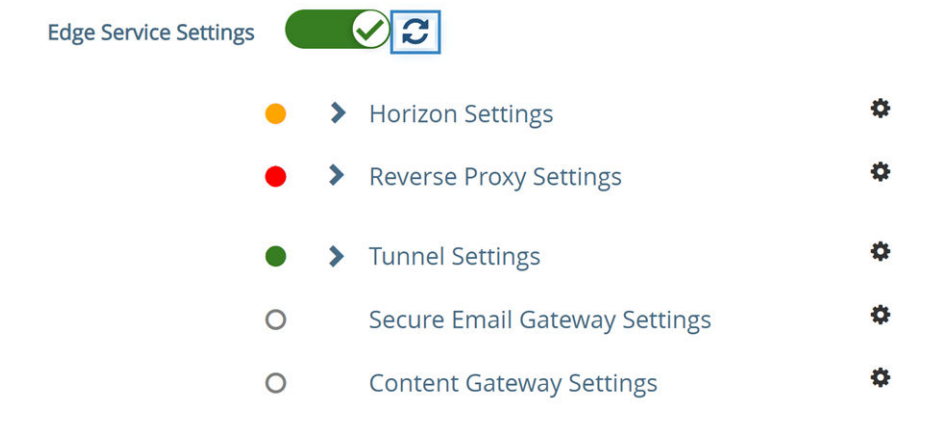 Edge Service Settings
Horizon Settings
Reverse Proxy Settings
Tunnel Settings
Secure Email Gateway Settings
Content Gateway Settings